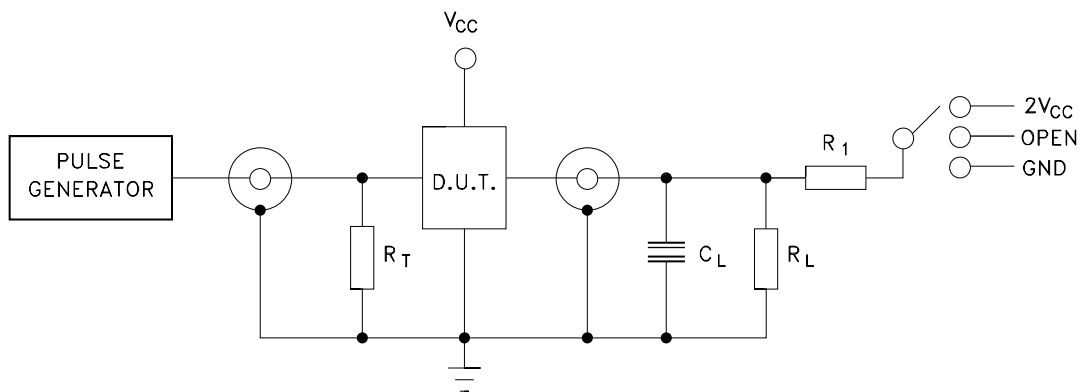 V_CC
PULSE
GENERATOR
D.U.T.
R_T
C_L
R_L
R_1
2V_CC
OPEN
GND